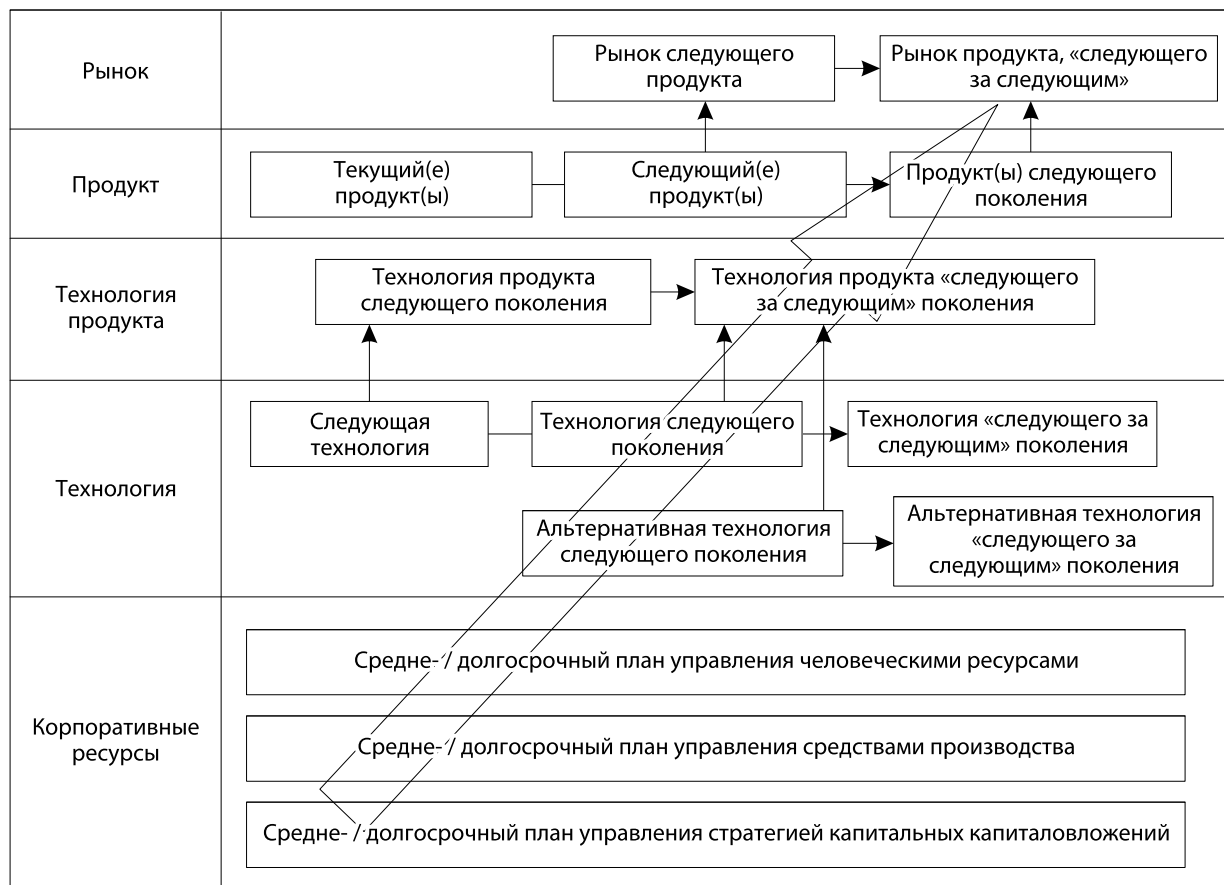 Рынок
Рынок следующего
продукта
Рынок продукта, «следующего
за следующим»
Продукт
Текущий(е)
продукт(ы)
Следующий(е)
продукт(ы)
Продукт(ы) следующего
поколения
Технология
продукта
Технология продукта
следующего поколения
Технология продукта «следующего
за следующим» поколения
Технология
Следующая
технология
Технология следующего
поколения
Технология «следующего за
следующим» поколения
Альтернативная технология
следующего поколения
Альтернативная технология
«следующего за
следующим» поколения
Корпоративные
ресурсы
Средне- / долгосрочный план управления человеческими ресурсами
Средне- / долгосрочный план управления средствами производства
Средне- / долгосрочный план управления стратегией капитальных капиталовложений